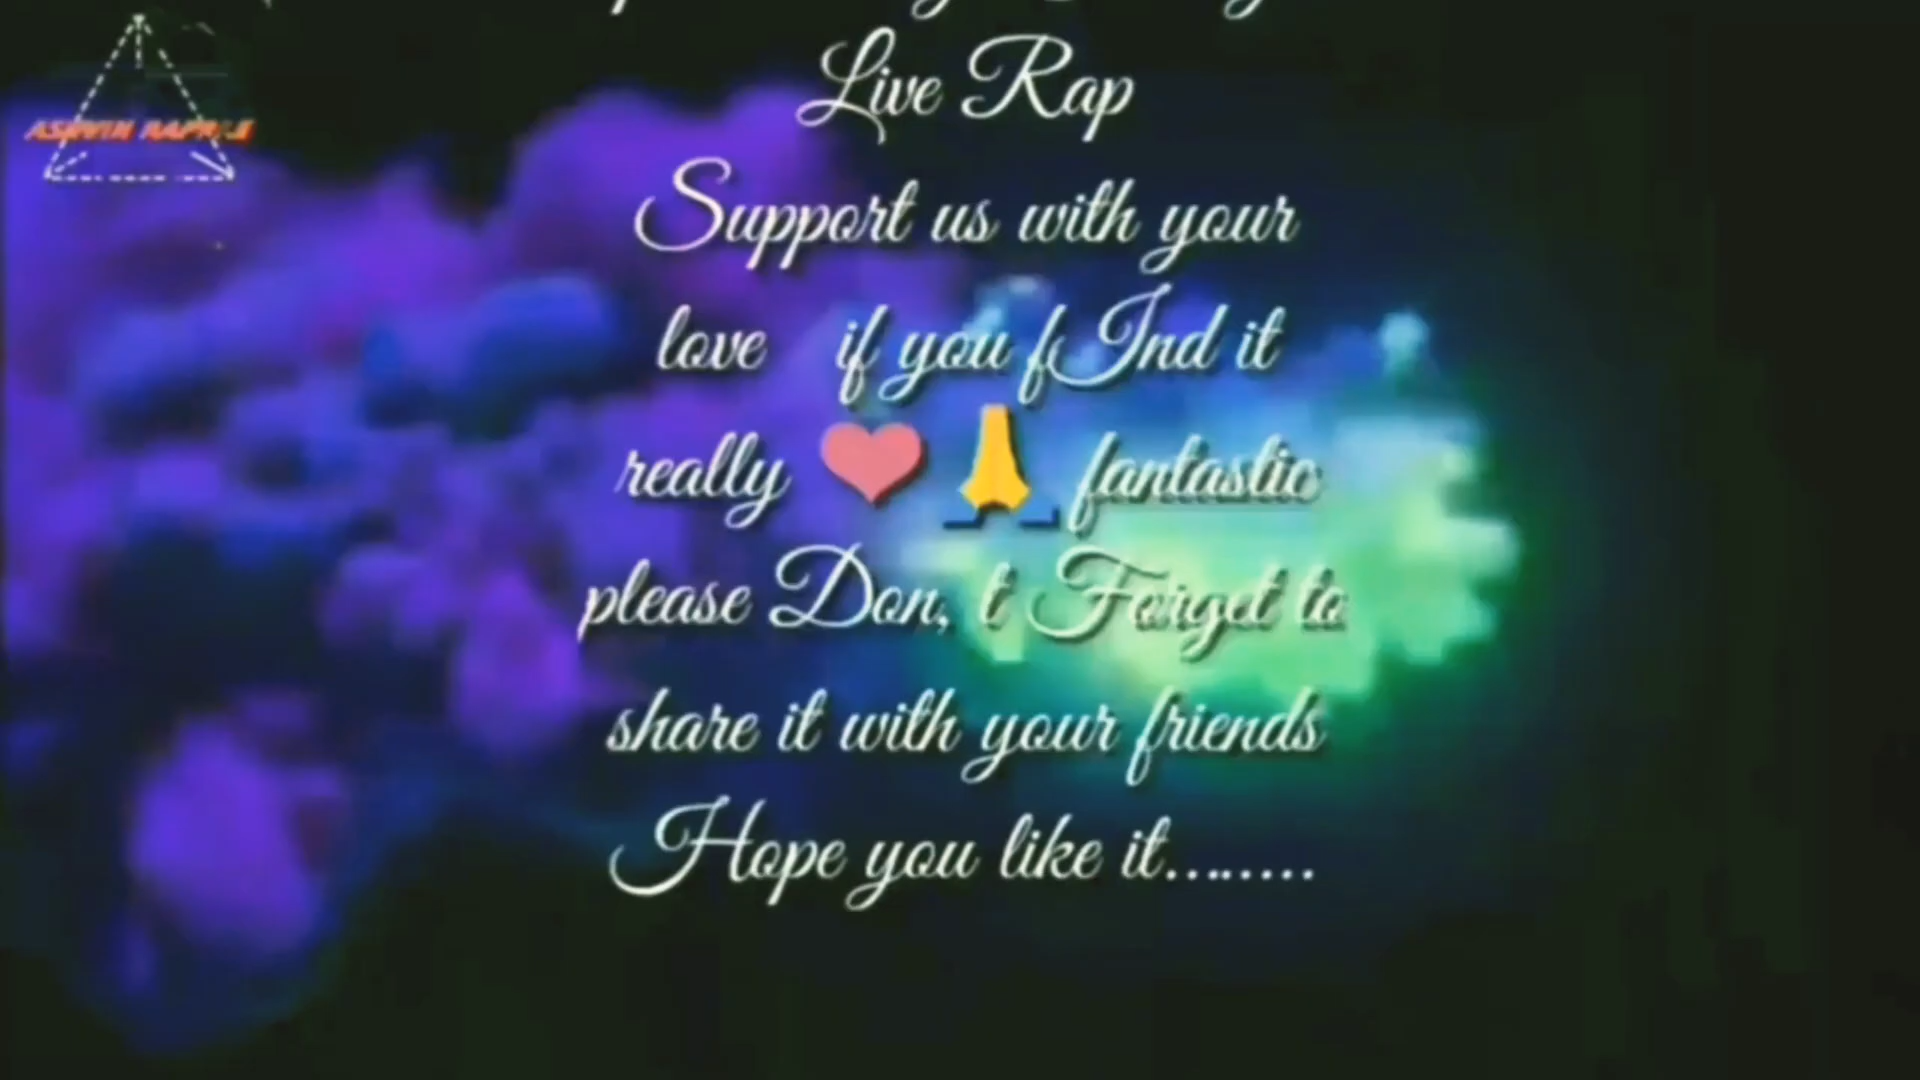 Live Rap
Support us with your
love if you fInd it
really ❤🙏 fantastic
please Don, t Forget to
share it with your friends
Hope you like it........